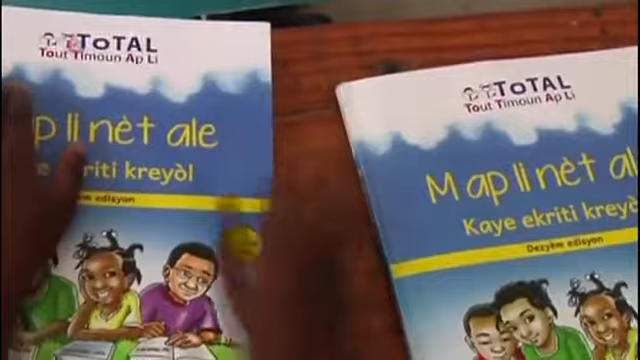 ToTAL
Tout Timoun Ap Li
ap li nèt ale
ekriti kreyòl
edisyon
ToTAL
Tout Timoun Ap Li
M ap li nèt al
Kaye ekriti kreyò
Dezyèm edisyon